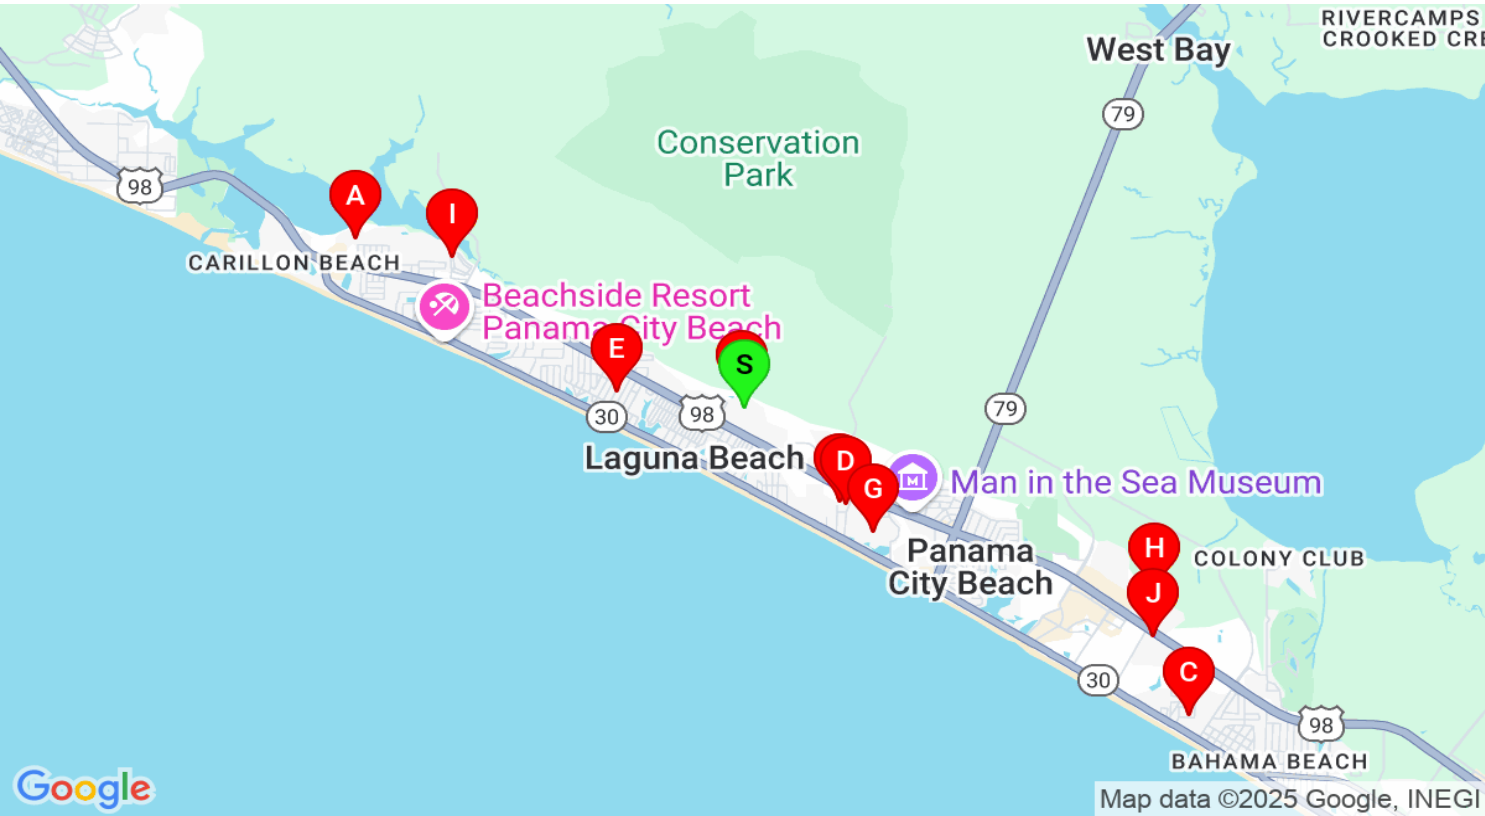 RIVERCAMPS
CROOKED CRE
West Bay
79
Conservation
Park
98
A
I
CARILLON BEACH
Beachside Resort
Panama City Beach
E
S
79
30
98
Laguna Beach
D
G
Man in the Sea Museum
Panama
City Beach
H
COLONY CLUB
J
C
30
98
BAHAMA BEACH
Google
Map data ©2025 Google, INEGI